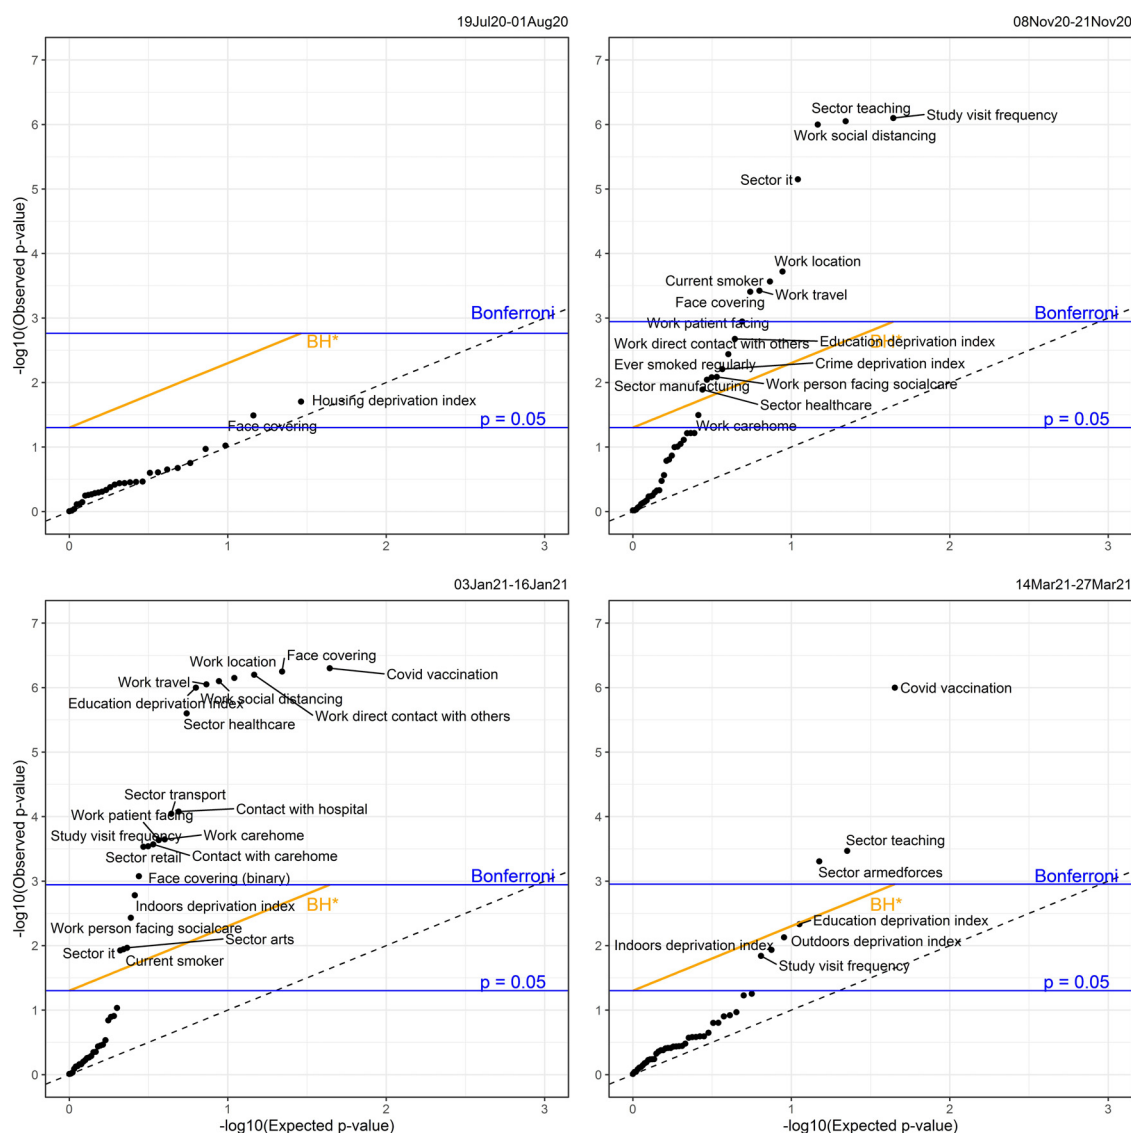 19Jul20-01Aug20
08Nov20-21Nov20
-log10(Observed p-value)
7
6
5
4
3
2
1
0
Bonferroni
BH*
Housing deprivation index
Face covering
p = 0.05
0
1
2
3
7
6
5
4
3
2
1
0
Sector teaching
Study visit frequency
Work social distancing
Sector it
Work location
Current smoker
Work travel
Face covering
Bonferroni
Work patient facing
Work direct contact with others
Education deprivation index
BH*
Ever smoked regularly
Crime deprivation index
Sector manufacturing
Work person facing socialcare
Sector healthcare
Work carehome
p = 0.05
0
1
2
3
03Jan21-16Jan21
14Mar21-27Mar21
-log10(Observed p-value)
7
6
5
4
3
2
1
0
Work location
Face covering
Covid vaccination
Work travel
Work social distancing
Education deprivation index
Work direct contact with others
Sector healthcare
Sector transport
Contact with hospital
Work patient facing
Study visit frequency
Work carehome
Sector retail
Contact with carehome
Face covering (binary)
Bonferroni
Indoors deprivation index
BH*
Work person facing socialcare
Sector arts
Sector it
Current smoker
p = 0.05
0
1
2
3
-log10(Expected p-value)
7
6
5
4
3
2
1
0
Covid vaccination
Sector teaching
Sector armedforces
Bonferroni
BH*
Education deprivation index
Indoors deprivation index
Outdoors deprivation index
Study visit frequency
p = 0.05
0
1
2
3
-log10(Expected p-value)